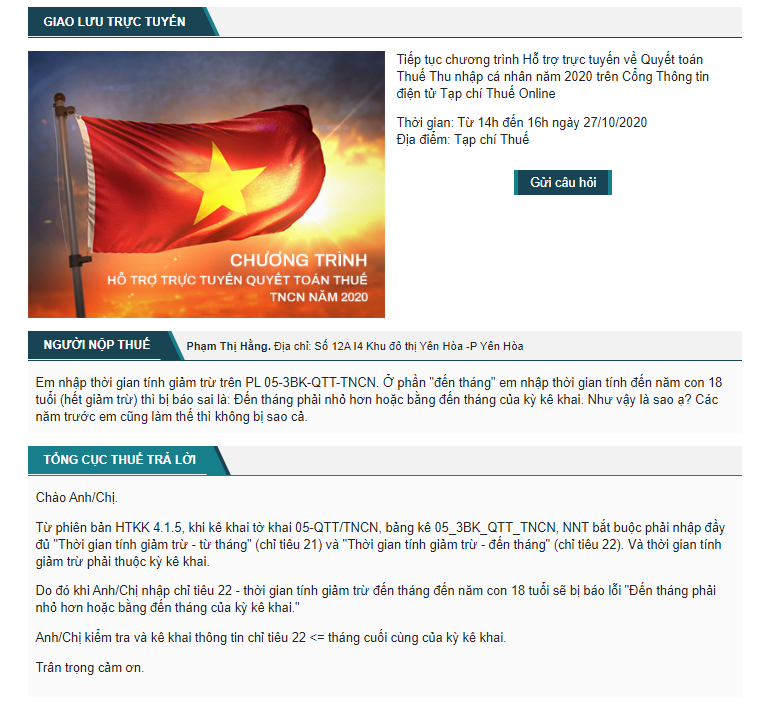 GIAO LƯU TRỰC TUYẾN
Tiếp tục chương trình Hỗ trợ trực tuyến về Quyết toán
Thuế Thu nhập cá nhân năm 2020 trên Cổng Thông tin
điện tử Tạp chí Thuế Online
Thời gian: Từ 14h đến 16h ngày 27/10/2020
Địa điểm: Tạp chí Thuế
Gửi câu hỏi
CHƯƠNG TRÌNH
HỖ TRỢ TRỰC TUYẾN QUYẾT TOÁN THUẾ
TNCN NĂM 2020
NGƯỜI NỘP THUẾ
Phạm Thị Hằng. Địa chỉ: Số 12A I4 Khu đô thị Yên Hòa -P Yên Hòa
Em nhập thời gian tính giảm trừ trên PL 05-3BK-QTT-TNCN. Ở phần "đến tháng" em nhập thời gian tính đến năm con 18
tuổi (hết giảm trừ) thì bị báo sai là: Đến tháng phải nhỏ hơn hoặc bằng đến tháng của kỳ kê khai. Như vậy là sao ạ? Các
năm trước em cũng làm thế thì không bị sao cả.
TỔNG CỤC THUẾ TRẢ LỜI
Chào Anh/Chị.
Từ phiên bản HTKK 4.1.5, khi kê khai tờ khai 05-QTT/TNCN, bảng kê 05_3BK_QTT_TNCN, NNT bắt buộc phải nhập đầy
đủ "Thời gian tính giảm trừ - từ tháng" (chỉ tiêu 21) và "Thời gian tính giảm trừ - đến tháng" (chỉ tiêu 22). Và thời gian tính
giảm trừ phải thuộc kỳ kê khai.
Do đó khi Anh/Chị nhập chỉ tiêu 22 - thời gian tính giảm trừ đến tháng đến năm con 18 tuổi sẽ bị báo lỗi "Đến tháng phải
nhỏ hơn hoặc bằng đến tháng của kỳ kê khai."
Anh/Chị kiểm tra và kê khai thông tin chỉ tiêu 22 <= tháng cuối cùng của kỳ kê khai.
Trân trọng cảm ơn.